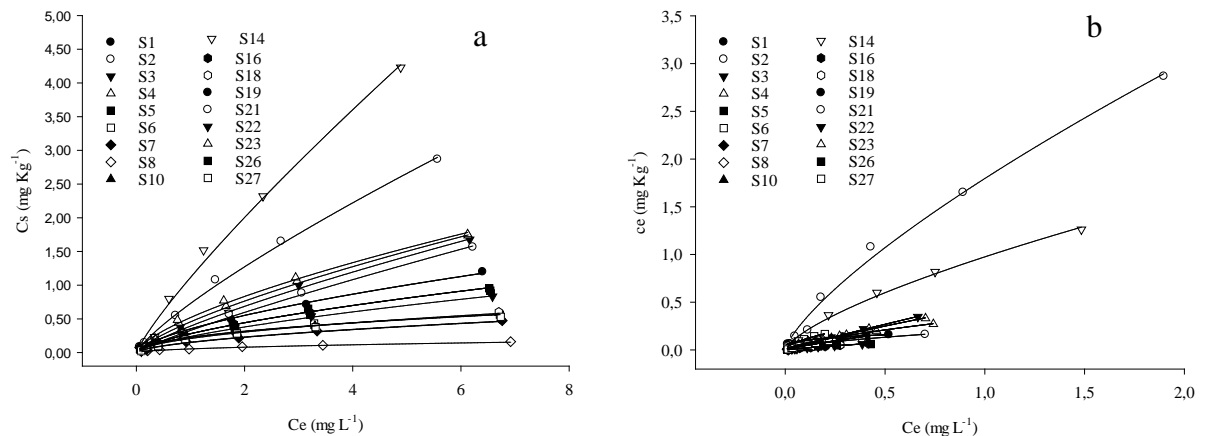 a
Cs (mg Kg-1)
5,00
4,50
4,00
3,50
3,00
2,50
2,00
1,50
1,00
0,50
0,00
0 2 4 6 8
Ce (mg L-1)
S1
S2
S3
S4
S5
S6
S7
S8
S10
S14
S16
S18
S19
S21
S22
S23
S26
S27
b
ce (mg Kg-1)
3,5
3,0
2,5
2,0
1,5
1,0
0,5
0,0
0,0 0,5 1,0 1,5 2,0
Ce (mg L-1)
S1
S2
S3
S4
S5
S6
S7
S8
S10
S14
S16
S18
S19
S21
S22
S23
S26
S27